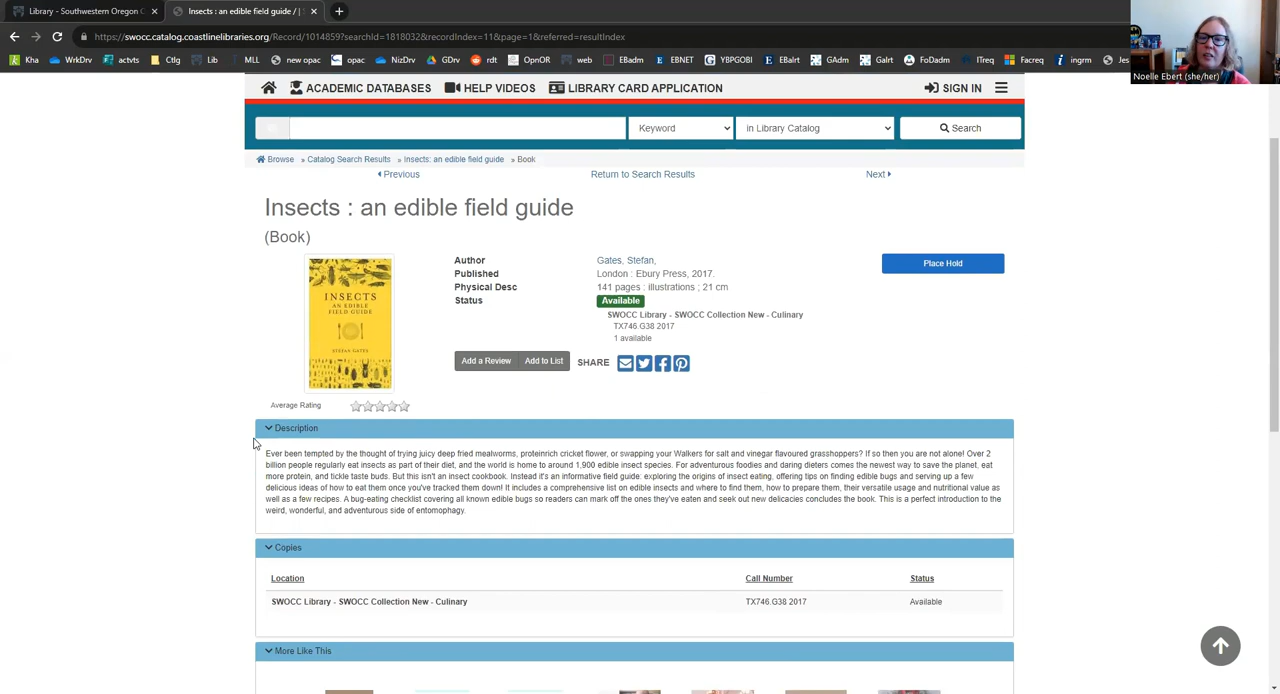 Library - Southwestern Oregon C
Insects : an edible field guide / |
https://swocc.catalog.coastlinelibraries.org/Record/1014859?searchId=1818032&recordIndex=11&page=1&referred=resultIndex
Kha WrkDrv actvts Ctlg Lib MLL new opac opac NizDrv GDrv rdt OpnOR web EBadm EBNET YBPGOBI EBalrt GAdm Galrt FoDadm ITreq Facreq ingrm Jes
Noelle Ebert (she/her)
ACADEMIC DATABASES HELP VIDEOS LIBRARY CARD APPLICATION SIGN IN
Keyword in Library Catalog Search
Browse » Catalog Search Results » Insects: an edible field guide » Book
Previous Return to Search Results Next
Insects : an edible field guide
(Book)
INSECTS
AN EDIBLE
FIELD GUIDE
STEFAN GATES
Author Gates, Stefan,
Published London : Ebury Press, 2017.
Physical Desc 141 pages : illustrations ; 21 cm
Status Available
SWOCC Library - SWOCC Collection New - Culinary
TX746 G38 2017
1 available
Place Hold
Add a Review Add to List SHARE
Average Rating
Description
Ever been tempted by the thought of trying juicy deep fried mealworms, proteinrich cricket flower, or swapping your Walkers for salt and vinegar flavoured grasshoppers? If so then you are not alone! Over 2
billion people regularly eat insects as part of their diet, and the world is home to around 1,900 edible insect species. For adventurous foodies and daring dieters comes the newest way to save the planet, eat
more protein, and tickle taste buds. But this isn't an insect cookbook. Instead it's an informative field guide: exploring the origins of insect eating, offering tips on finding edible bugs and serving up a few
delicious ideas of how to eat them once you've tracked them down! It includes a comprehensive list on edible insects and where to find them, how to prepare them, their versatile usage and nutritional value as
well as a few recipes. A bug-eating checklist covering all known edible bugs so readers can mark off the ones they've eaten and seek out new delicacies concludes the book. This is a perfect introduction to the
weird, wonderful, and adventurous side of entomophagy.
Copies
Location Call Number Status
SWOCC Library - SWOCC Collection New - Culinary TX746.G38 2017 Available
More Like This